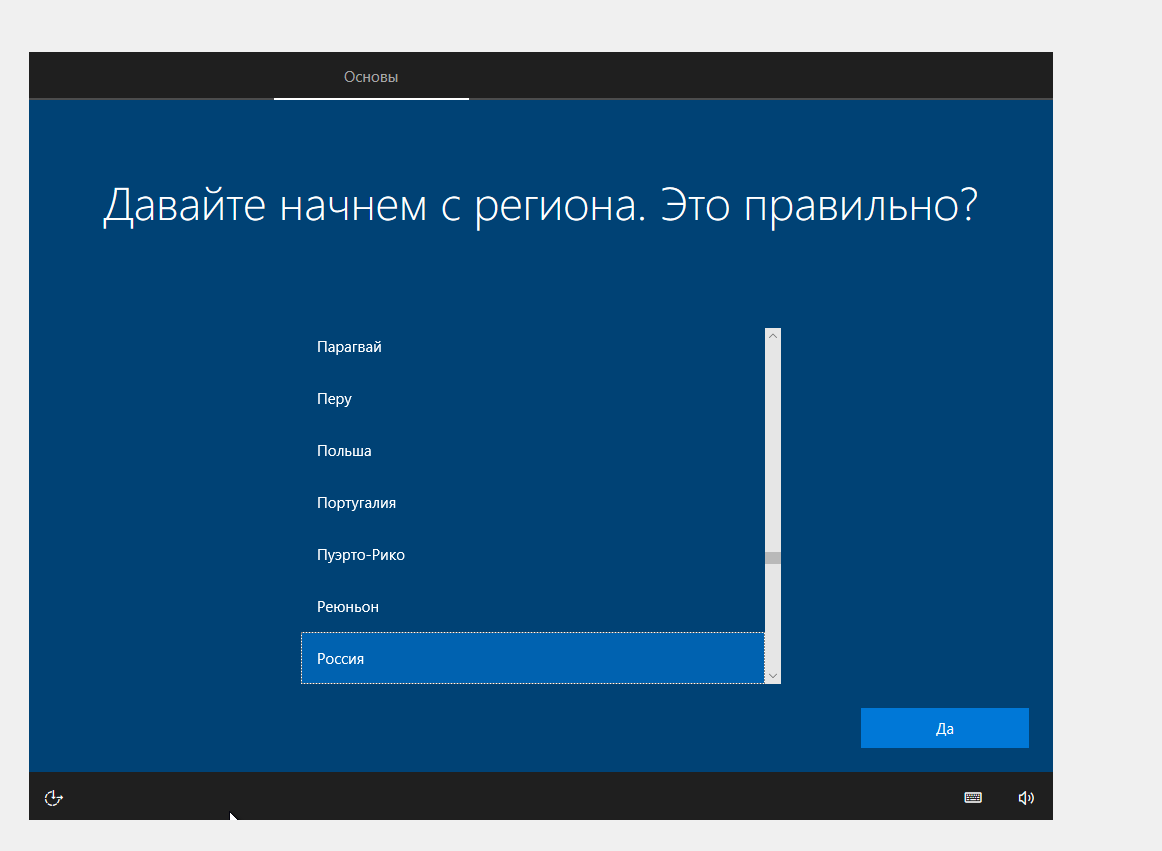 Основы
Давайте начнем с региона. Это правильно?
Парагвай
Перу
Польша
Португалия
Пуэрто-Рико
Реюньон
Россия
Да